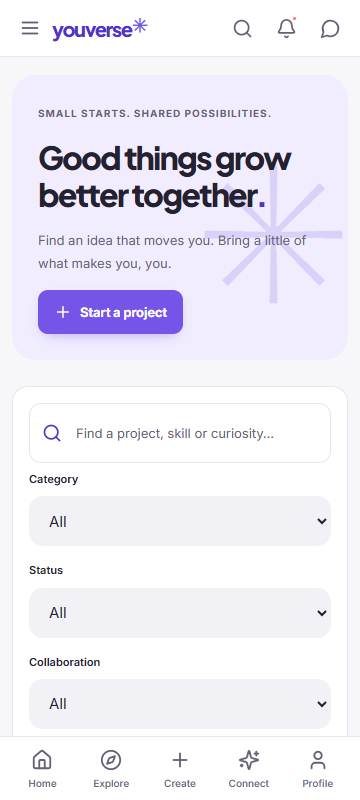 youverse
SMALL STARTS. SHARED POSSIBILITIES.
Good things grow
better together.
Find an idea that moves you. Bring a little of
what makes you, you.
Start a project
Find a project, skill or curiosity...
Category
All
Status
All
Collaboration
All
Home Explore Create Connect Profile